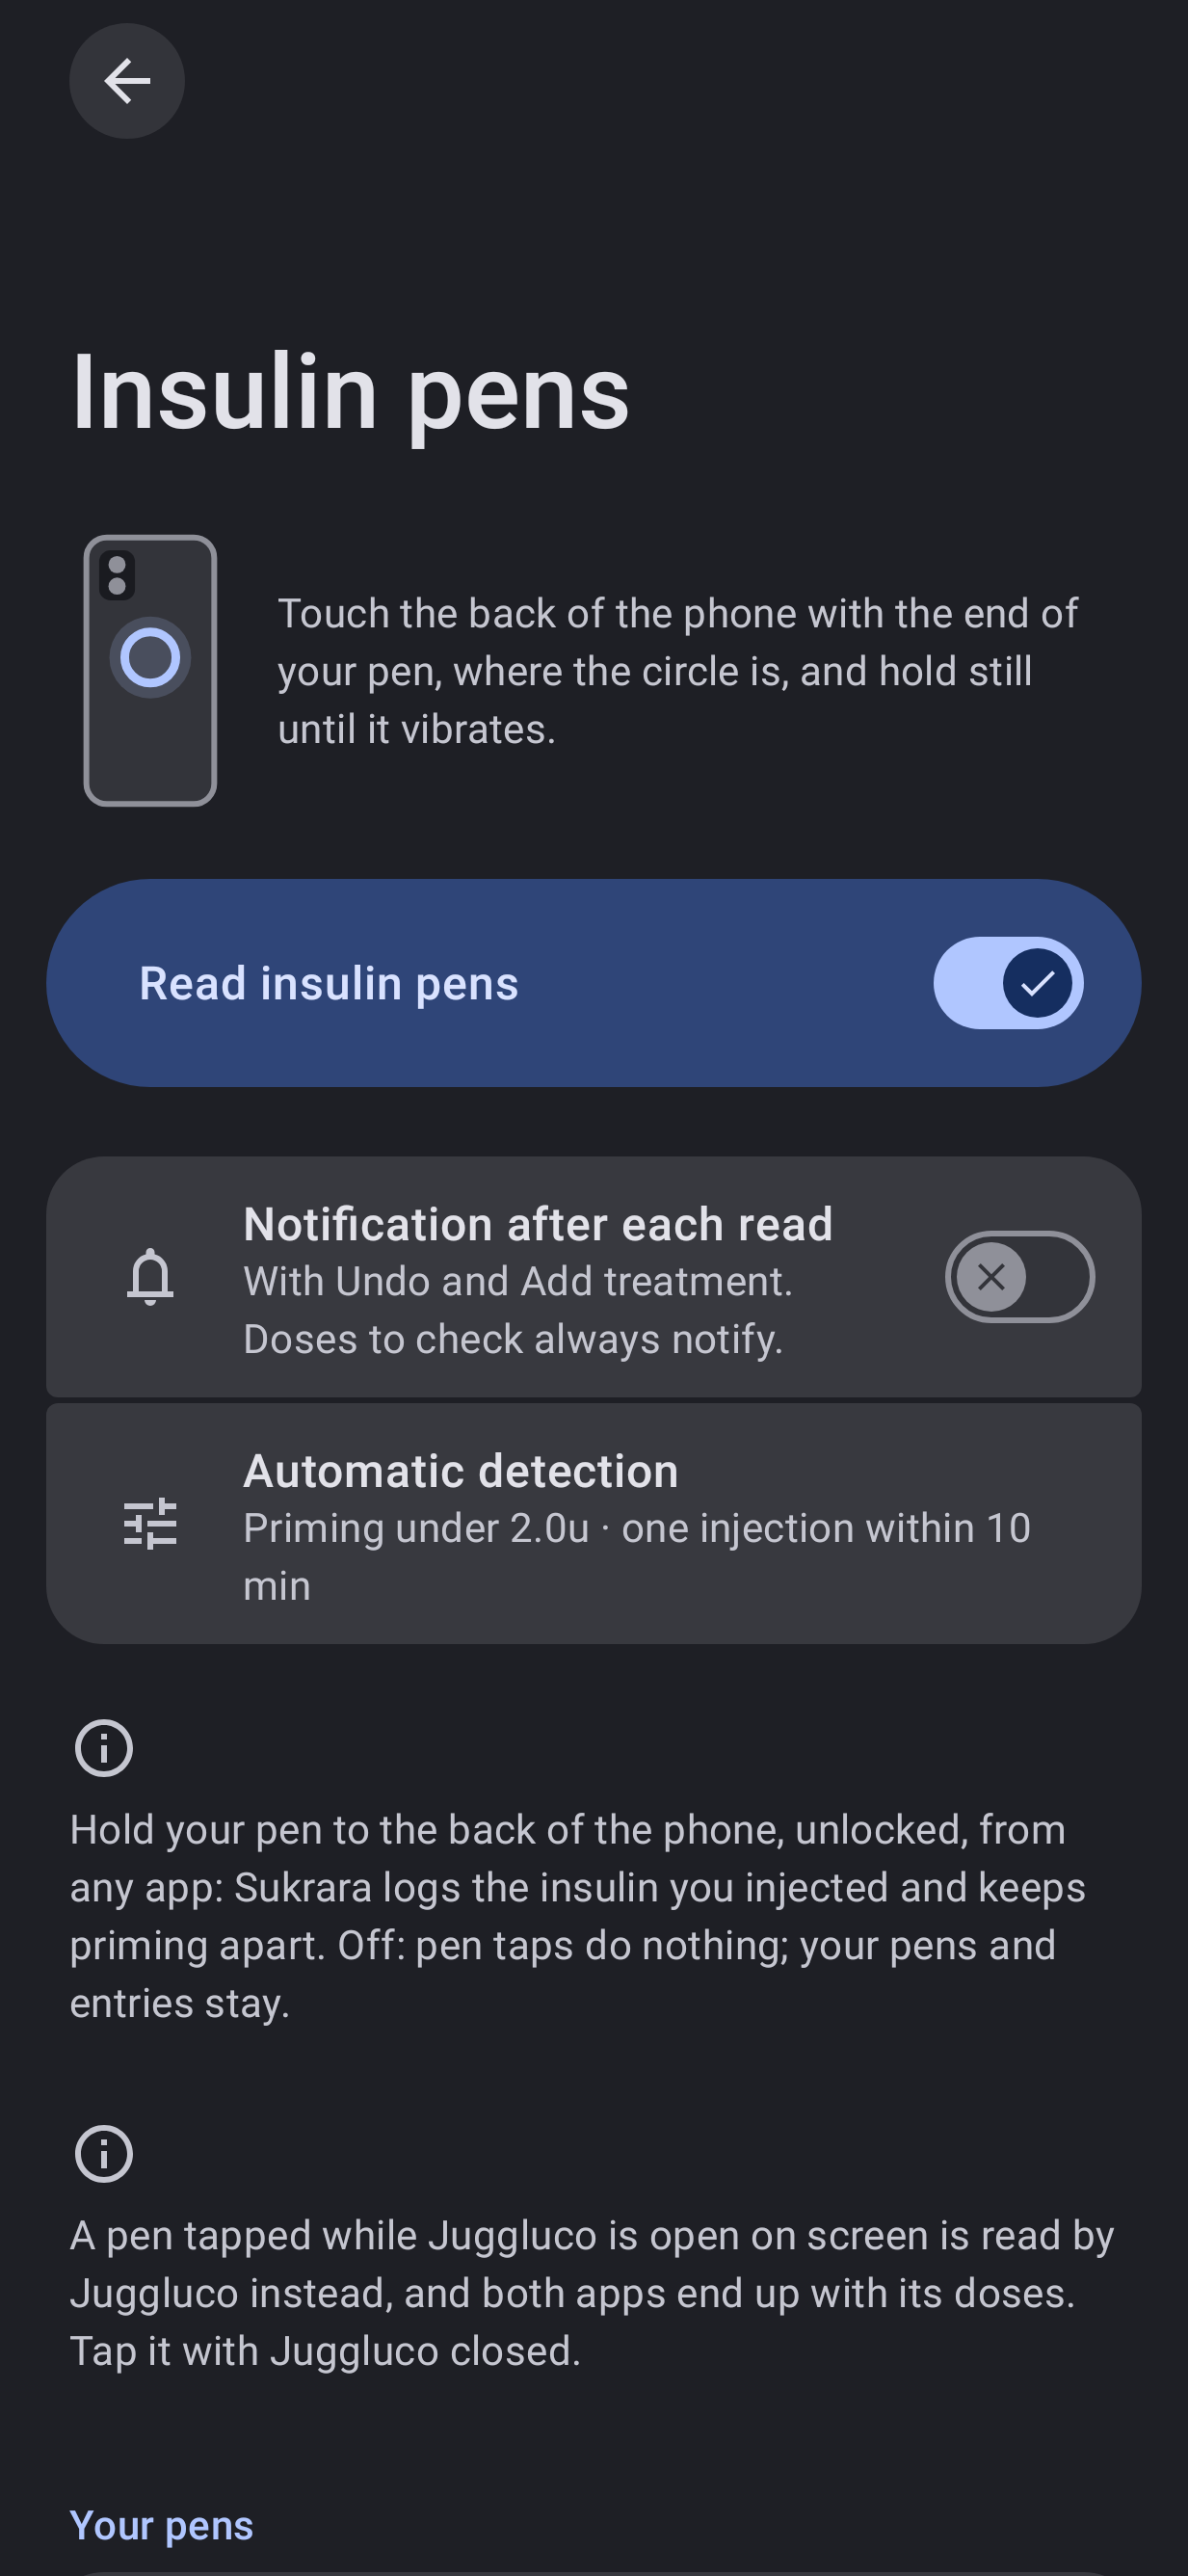 Insulin pens
Touch the back of the phone with the end of
your pen, where the circle is, and hold still
until it vibrates.
Read insulin pens
Notification after each read
With Undo and Add treatment.
Doses to check always notify.
Automatic detection
Priming under 2.0u · one injection within 10
min
Hold your pen to the back of the phone, unlocked, from
any app: Sukrara logs the insulin you injected and keeps
priming apart. Off: pen taps do nothing; your pens and
entries stay.
A pen tapped while Juggluco is open on screen is read by
Juggluco instead, and both apps end up with its doses.
Tap it with Juggluco closed.
Your pens